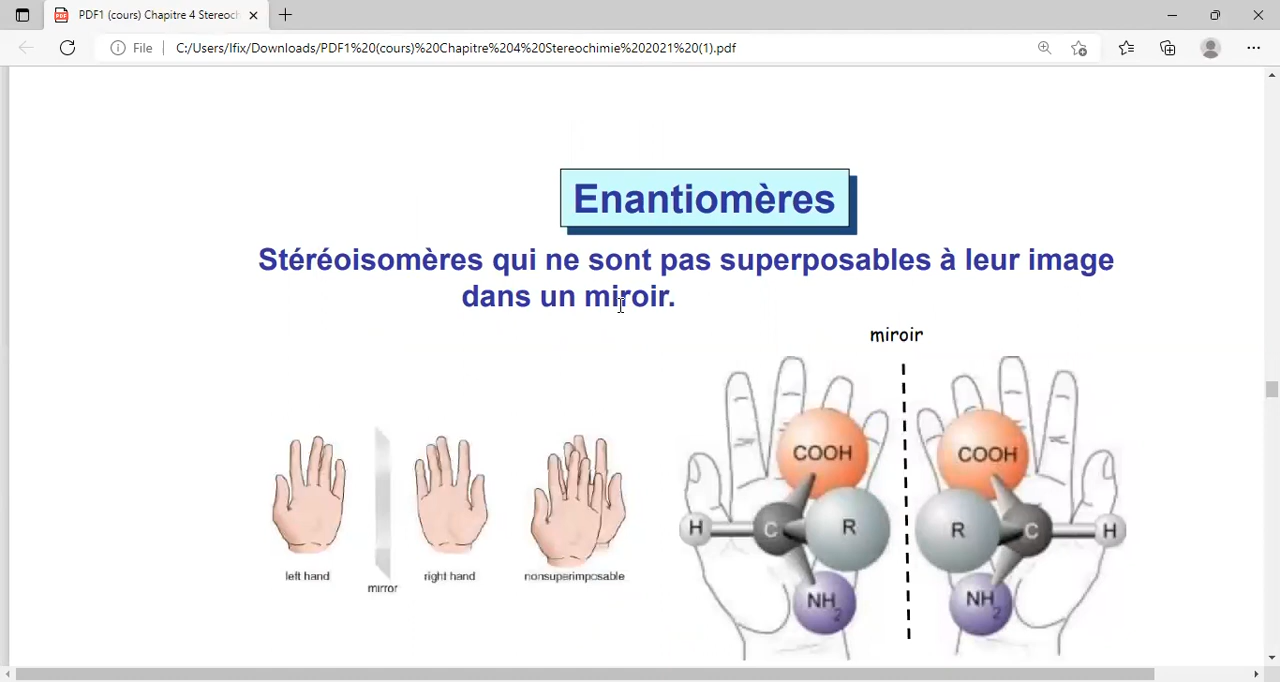 PDF1 (cours) Chapitre 4 Stereoch
File
C:/Users/Ifix/Downloads/PDF1%20(cours)%20Chapitre%204%20Stereochimie%202021%20(1).pdf
Enantiomères
Stéréoisomères qui ne sont pas superposables à leur image
dans un miroir.
miroir
COOH COOH
H C R R C H
NH2 NH2
left hand
mirror
right hand
nonsuperimposable